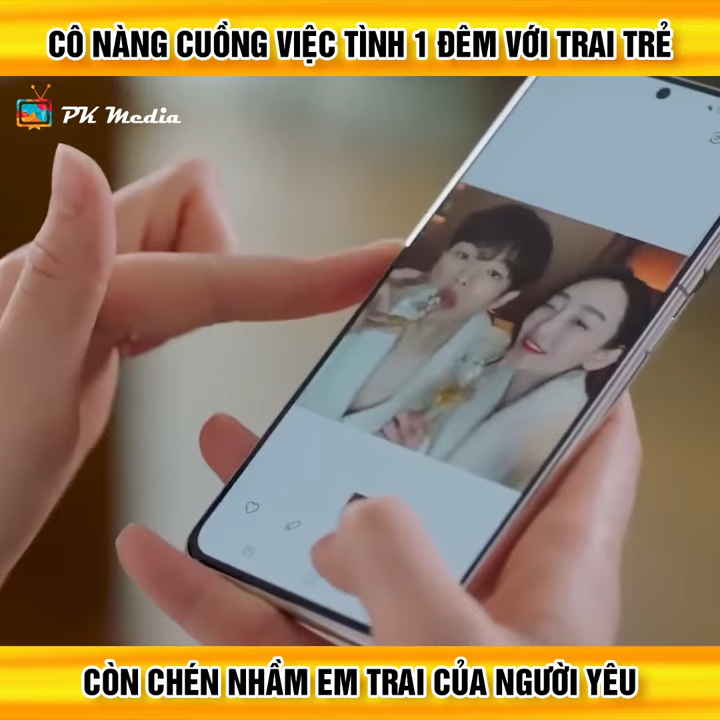 CÔ NÀNG CUỒNG VIỆC TÌNH 1 ĐÊM VỚI TRAI TRẺ
PK Media
CÒN CHÉN NHẦM EM TRAI CỦA NGƯỜI YÊU